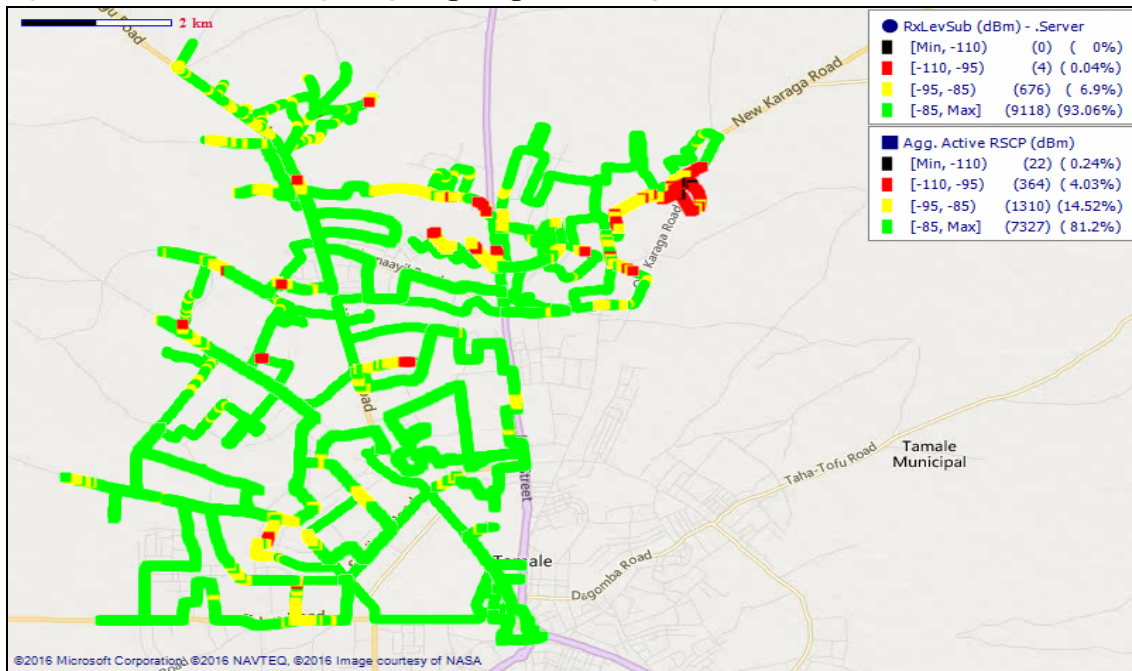 2 km
RxLevSub (dBm) - .Server
[Min, -110) (0) ( 0%)
[-110, -95) (4) ( 0.04%)
[-95, -85) (676) ( 6.9%)
[-85, Max] (9118) (93.06%)
Agg. Active RSCP (dBm)
[Min, -110) (22) ( 0.24%)
[-110, -95) (364) ( 4.03%)
[-95, -85) (1310) (14.52%)
[-85, Max] (7327) ( 81.2%)
New Karaga Road
Karaga Road
Street
Tamale
Municipal
Taha-Tofu Road
Tamale
Dagomba Road
©2016 Microsoft Corporation, ©2016 NAVTEQ, ©2016 Image courtesy of NASA